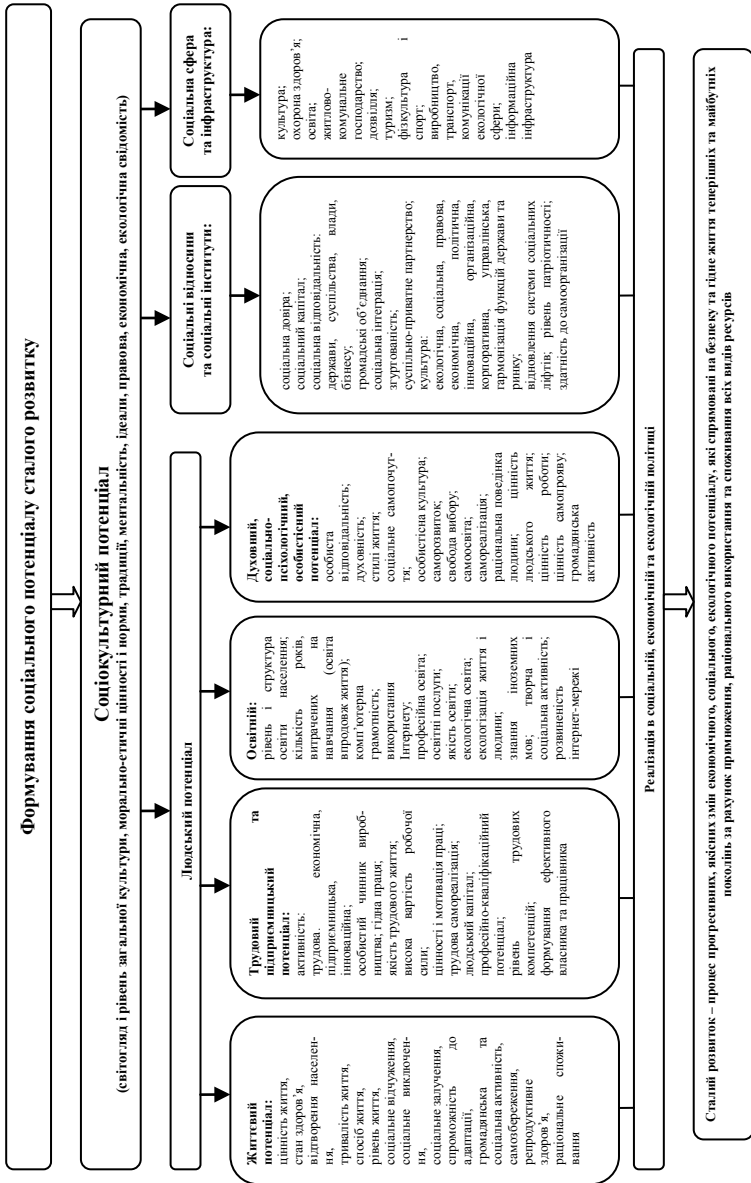 Формування соціального потенціалу сталого розвитку
Соціокультурний потенціал
(світогляд і рівень загальної культури, морально-етичні цінності і норми, традиції, ментальність, ідеали, правова, економічна, екологічна свідомість)
Людський потенціал
Життєвий
потенціал:
цінність життя,
стан здоров’я,
відтворення населен-
ня,
тривалість життя,
спосіб життя,
рівень життя,
соціальне відчуження,
соціальне виключен-
ня,
соціальне залучення,
спроможність до
адаптації,
громадянська та
соціальна активність,
самозбереження,
репродуктивне
здоров’я,
раціональне спожи-
вання
Трудовий та
підприємницький
потенціал:
активність:
трудова. економічна,
підприємницька,
інноваційна;
особистий чинник вироб-
ництва; гідна праця;
якість трудового життя;
висока вартість робочої
сили;
цінності і мотивація праці;
трудова самореалізація;
людський капітал;
професійно-кваліфікаційний
потенціал;
рівень трудових
компетенцій;
формування ефективного
власника та працівника
Освітній:
рівень і структура
освіти населення;
кількість років,
витрачених на
навчання (освіта
впродовж життя);
комп’ютерна
грамотність;
використання
Інтернету;
професійна освіта;
освітні послуги;
якість освіти;
екологічна освіта;
екологізація життя і
людини;
знання іноземних
мов; творча і
соціальна активність,
розвиненість
інтернет-мережі
Духовний,
соціально-
психологічний,
особистісний
потенціал:
особиста
відповідальність;
духовність;
стилі життя,
соціальне самопочут-
тя;
особистісна культура;
саморозвиток;
свобода вибору;
самоосвіта;
самореалізація;
раціональна поведінка
людини; цінність
людського життя;
цінність роботи;
цінність самопрояву;
громадянська
активність
Соціальні відносини
та соціальні інститути:
соціальна довіра;
соціальний капітал;
соціальна відповідальність:
держави, суспільства, влади,
бізнесу;
громадські об’єднання;
соціальна інтеграція;
згуртованість;
суспільно-приватне партнерство;
культура:
екологічна, соціальна, правова,
економічна, політична,
інноваційна, організаційна,
корпоративна, управлінська,
гармонізація функцій держави та
ринку;
відновлення системи соціальних
ліфтів; рівень патріотичності;
здатність до самоорганізації
Соціальна сфера
та інфраструктура:
культура;
охорона здоров’я;
освіта;
житлово-
комунальне
господарство;
дозвілля;
туризм;
фізкультура і
спорт;
виробництво,
транспорт,
комунікації
екологічної
сфери;
інформаційна
інфраструктура
Реалізація в соціальній, економічній та екологічній політиці
Сталий розвиток – процес прогресивних, якісних змін економічного, соціального, екологічного потенціалу, які спрямовані на безпеку та гідне життя теперішніх та майбутніх
поколінь за рахунок примноження, раціонального використання та споживання всіх видів ресурсів